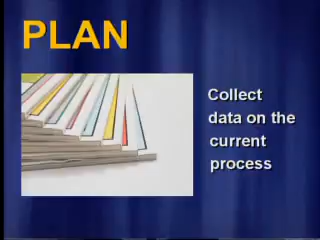 PLAN
Collect
data on the
current
process